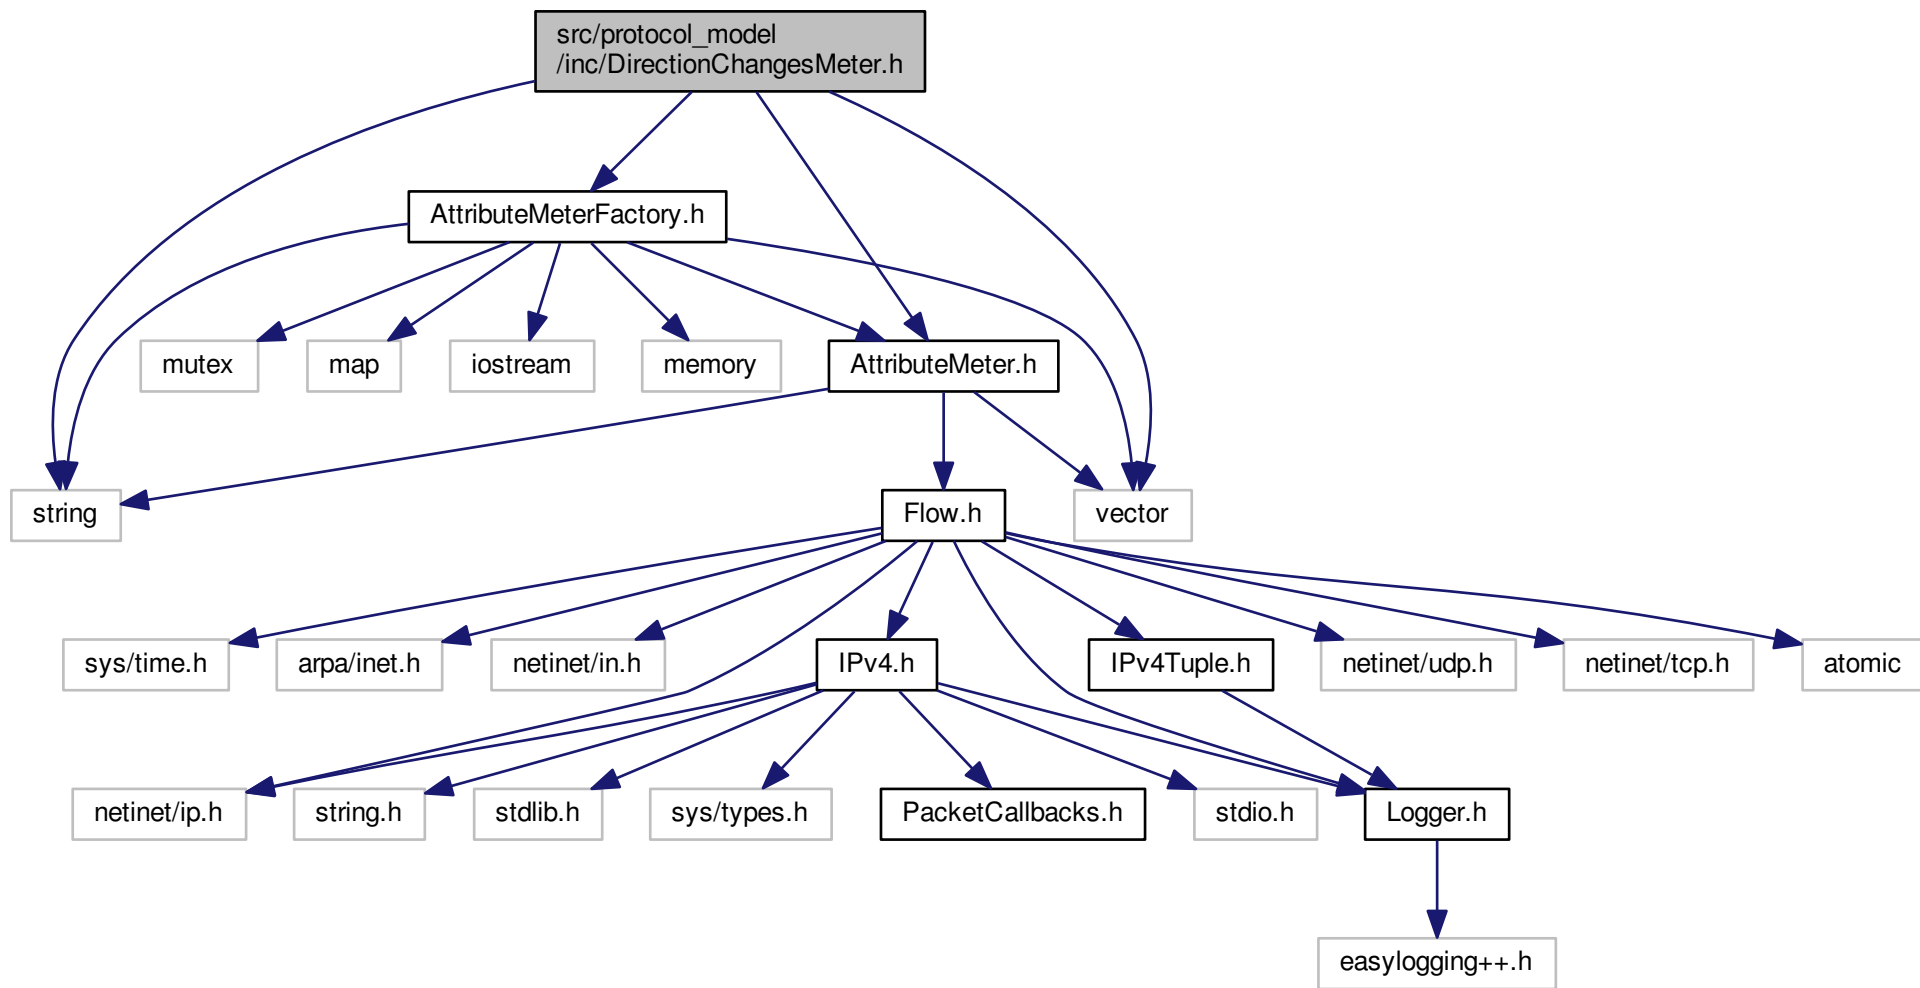 src/protocol_model
/inc/DirectionChangesMeter.h
AttributeMeterFactory.h
mutex
map
iostream
memory
AttributeMeter.h
string
Flow.h
vector
sys/time.h
arpa/inet.h
netinet/in.h
IPv4.h
IPv4Tuple.h
netinet/udp.h
netinet/tcp.h
atomic
netinet/ip.h
string.h
stdlib.h
sys/types.h
PacketCallbacks.h
stdio.h
Logger.h
easylogging++.h